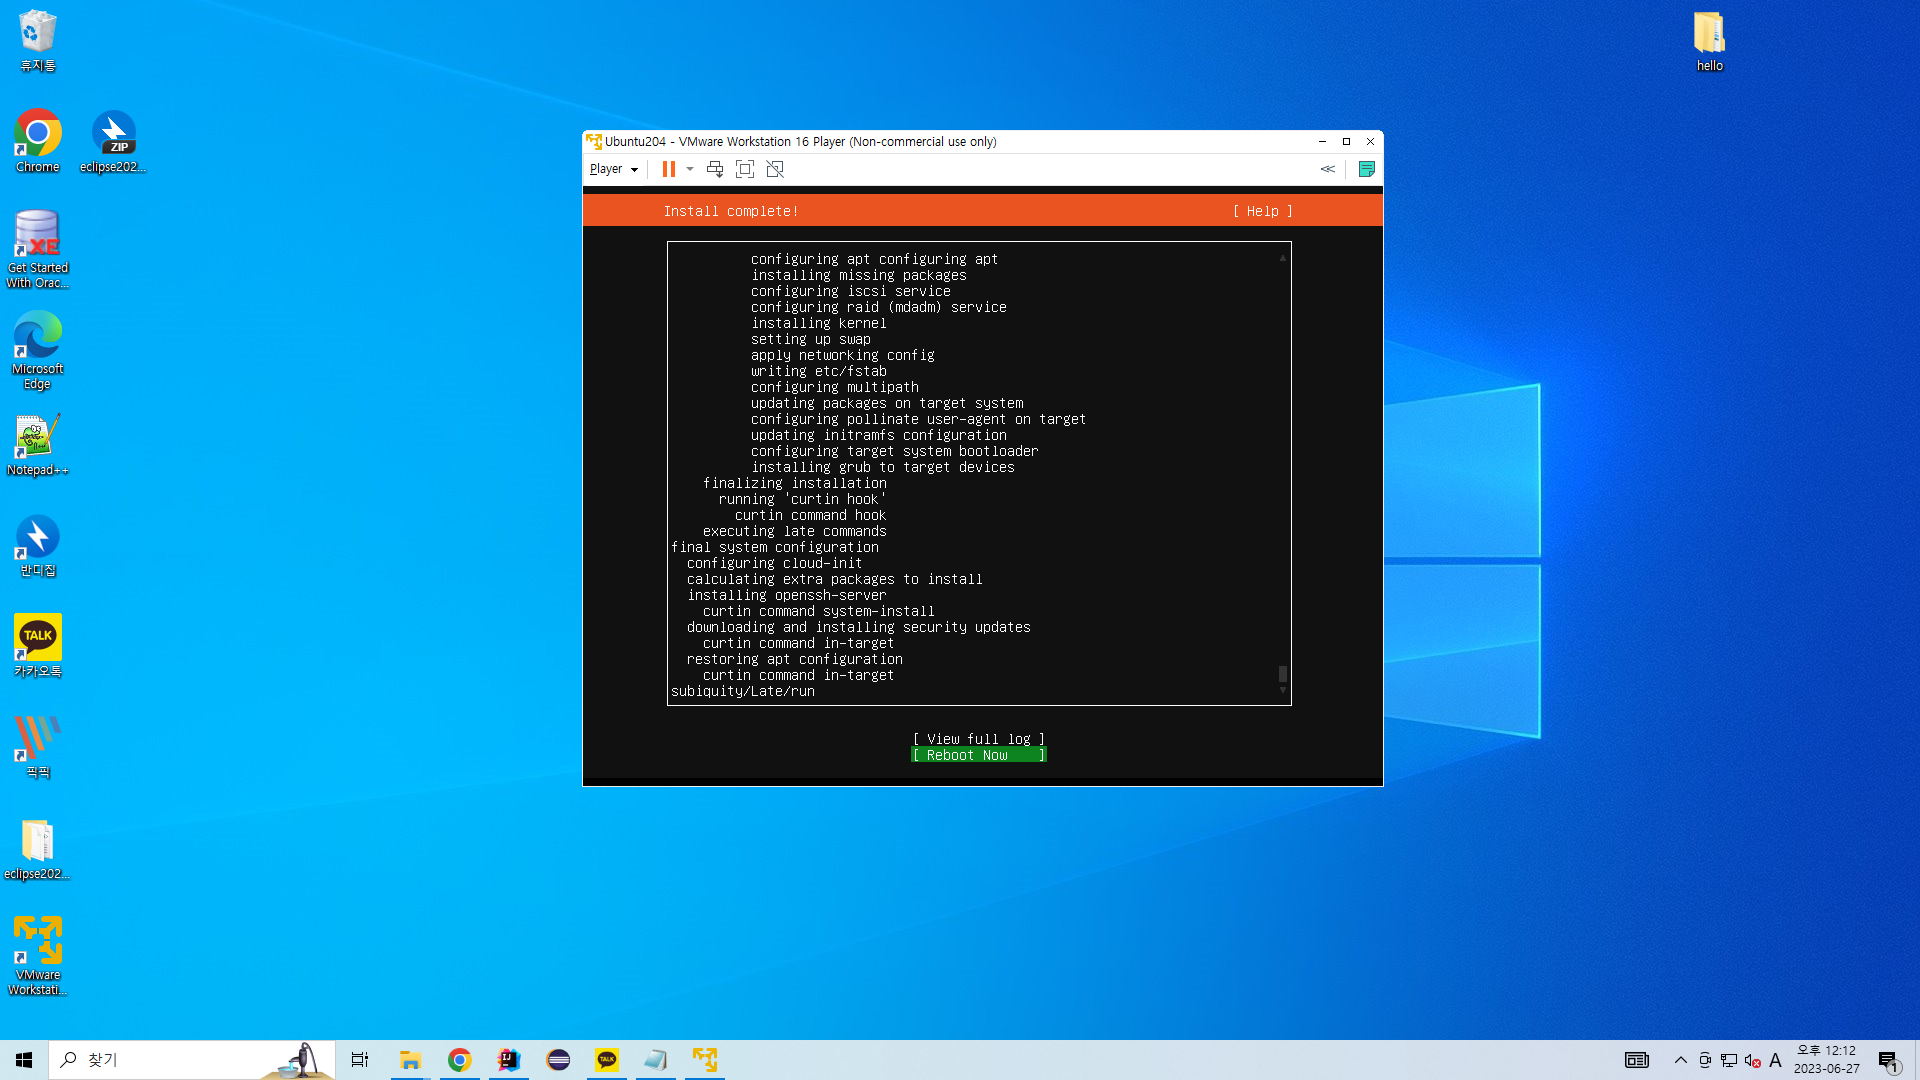 휴지통
hello
Chrome
ZIP
eclipse202...
XE
Get Started
With Orac...
Microsoft
Edge
Notepad++
반디집
TALK
카카오톡
픽픽
eclipse202...
VMware
Workstati...
Ubuntu204 - VMware Workstation 16 Player (Non-commercial use only)
Player
Install complete!
[ Help ]
configuring apt configuring apt
installing missing packages
configuring iscsi service
configuring raid (mdadm) service
installing kernel
setting up swap
apply networking config
writing etc/fstab
configuring multipath
updating packages on target system
configuring pollinate user-agent on target
updating initramfs configuration
configuring target system bootloader
installing grub to target devices
finalizing installation
running 'curtin hook'
curtin command hook
executing late commands
final system configuration
configuring cloud-init
calculating extra packages to install
installing openssh-server
curtin command system-install
downloading and installing security updates
curtin command in-target
restoring apt configuration
curtin command in-target
subiquity/Late/run
[ View full log ]
[ Reboot Now ]
찾기
IJ
TALK
A
오후 12:12
2023-06-27
1